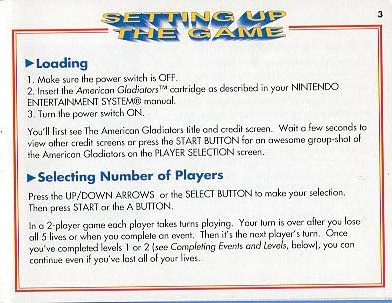 SETTING UP
THE GAME
3
►Loading
1. Make sure the power switch is OFF.
2. Insert the American Gladiators™ cartridge as described in your NINTENDO
ENTERTAINMENT SYSTEM® manual.
3. Turn the power switch ON.
You'll first see The American Gladiators title and credit screen. Wait a few seconds to
view other credit screens or press the START BUTTON for an awesome group-shot of
the American Gladiators on the PLAYER SELECTION screen.
►Selecting Number of Players
Press the UP/DOWN ARROWS or the SELECT BUTTON to make your selection.
Then press START or the A BUTTON.
In a 2-player game each player takes turns playing. Your turn is over after you lose
all 5 lives or when you complete an event. Then it's the next player's turn. Once
you've completed levels 1 or 2 (see Completing Events and Levels, below), you can
continue even if you've lost all of your lives.